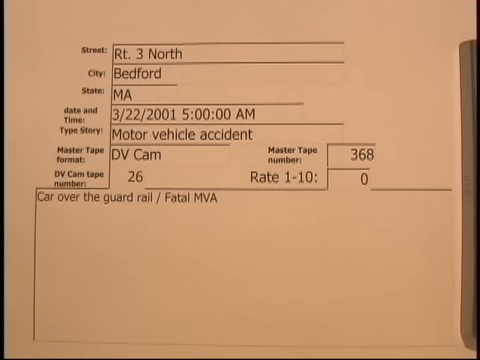 Street: Rt. 3 North
City: Bedford
State: MA
date and Time: 3/22/2001 5:00:00 AM
Type Story: Motor vehicle accident
Master Tape format: DV Cam Master Tape number: 368
DV Cam tape number: 26 Rate 1-10: 0
Car over the guard rail / Fatal MVA